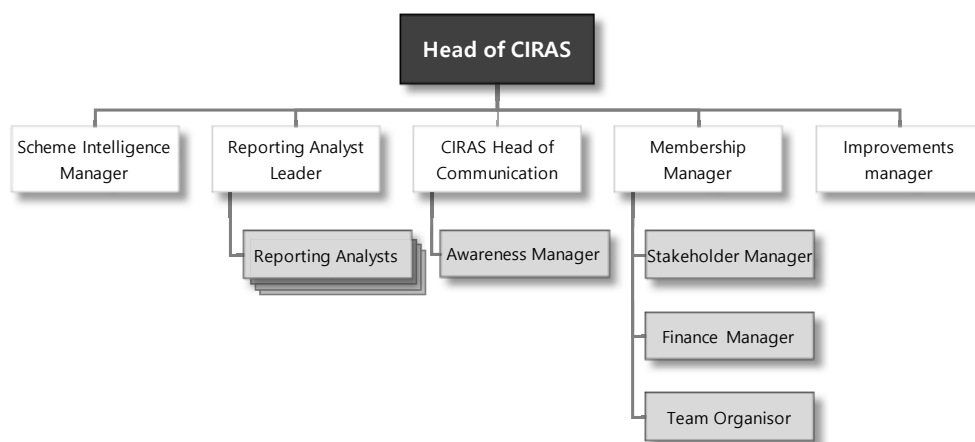 Head of CIRAS
Scheme Intelligence
Manager
Reporting Analyst
Leader
CIRAS Head of
Communication
Membership
Manager
Improvements
manager
Reporting Analysts
Awareness Manager
Stakeholder Manager
Finance Manager
Team Organisor